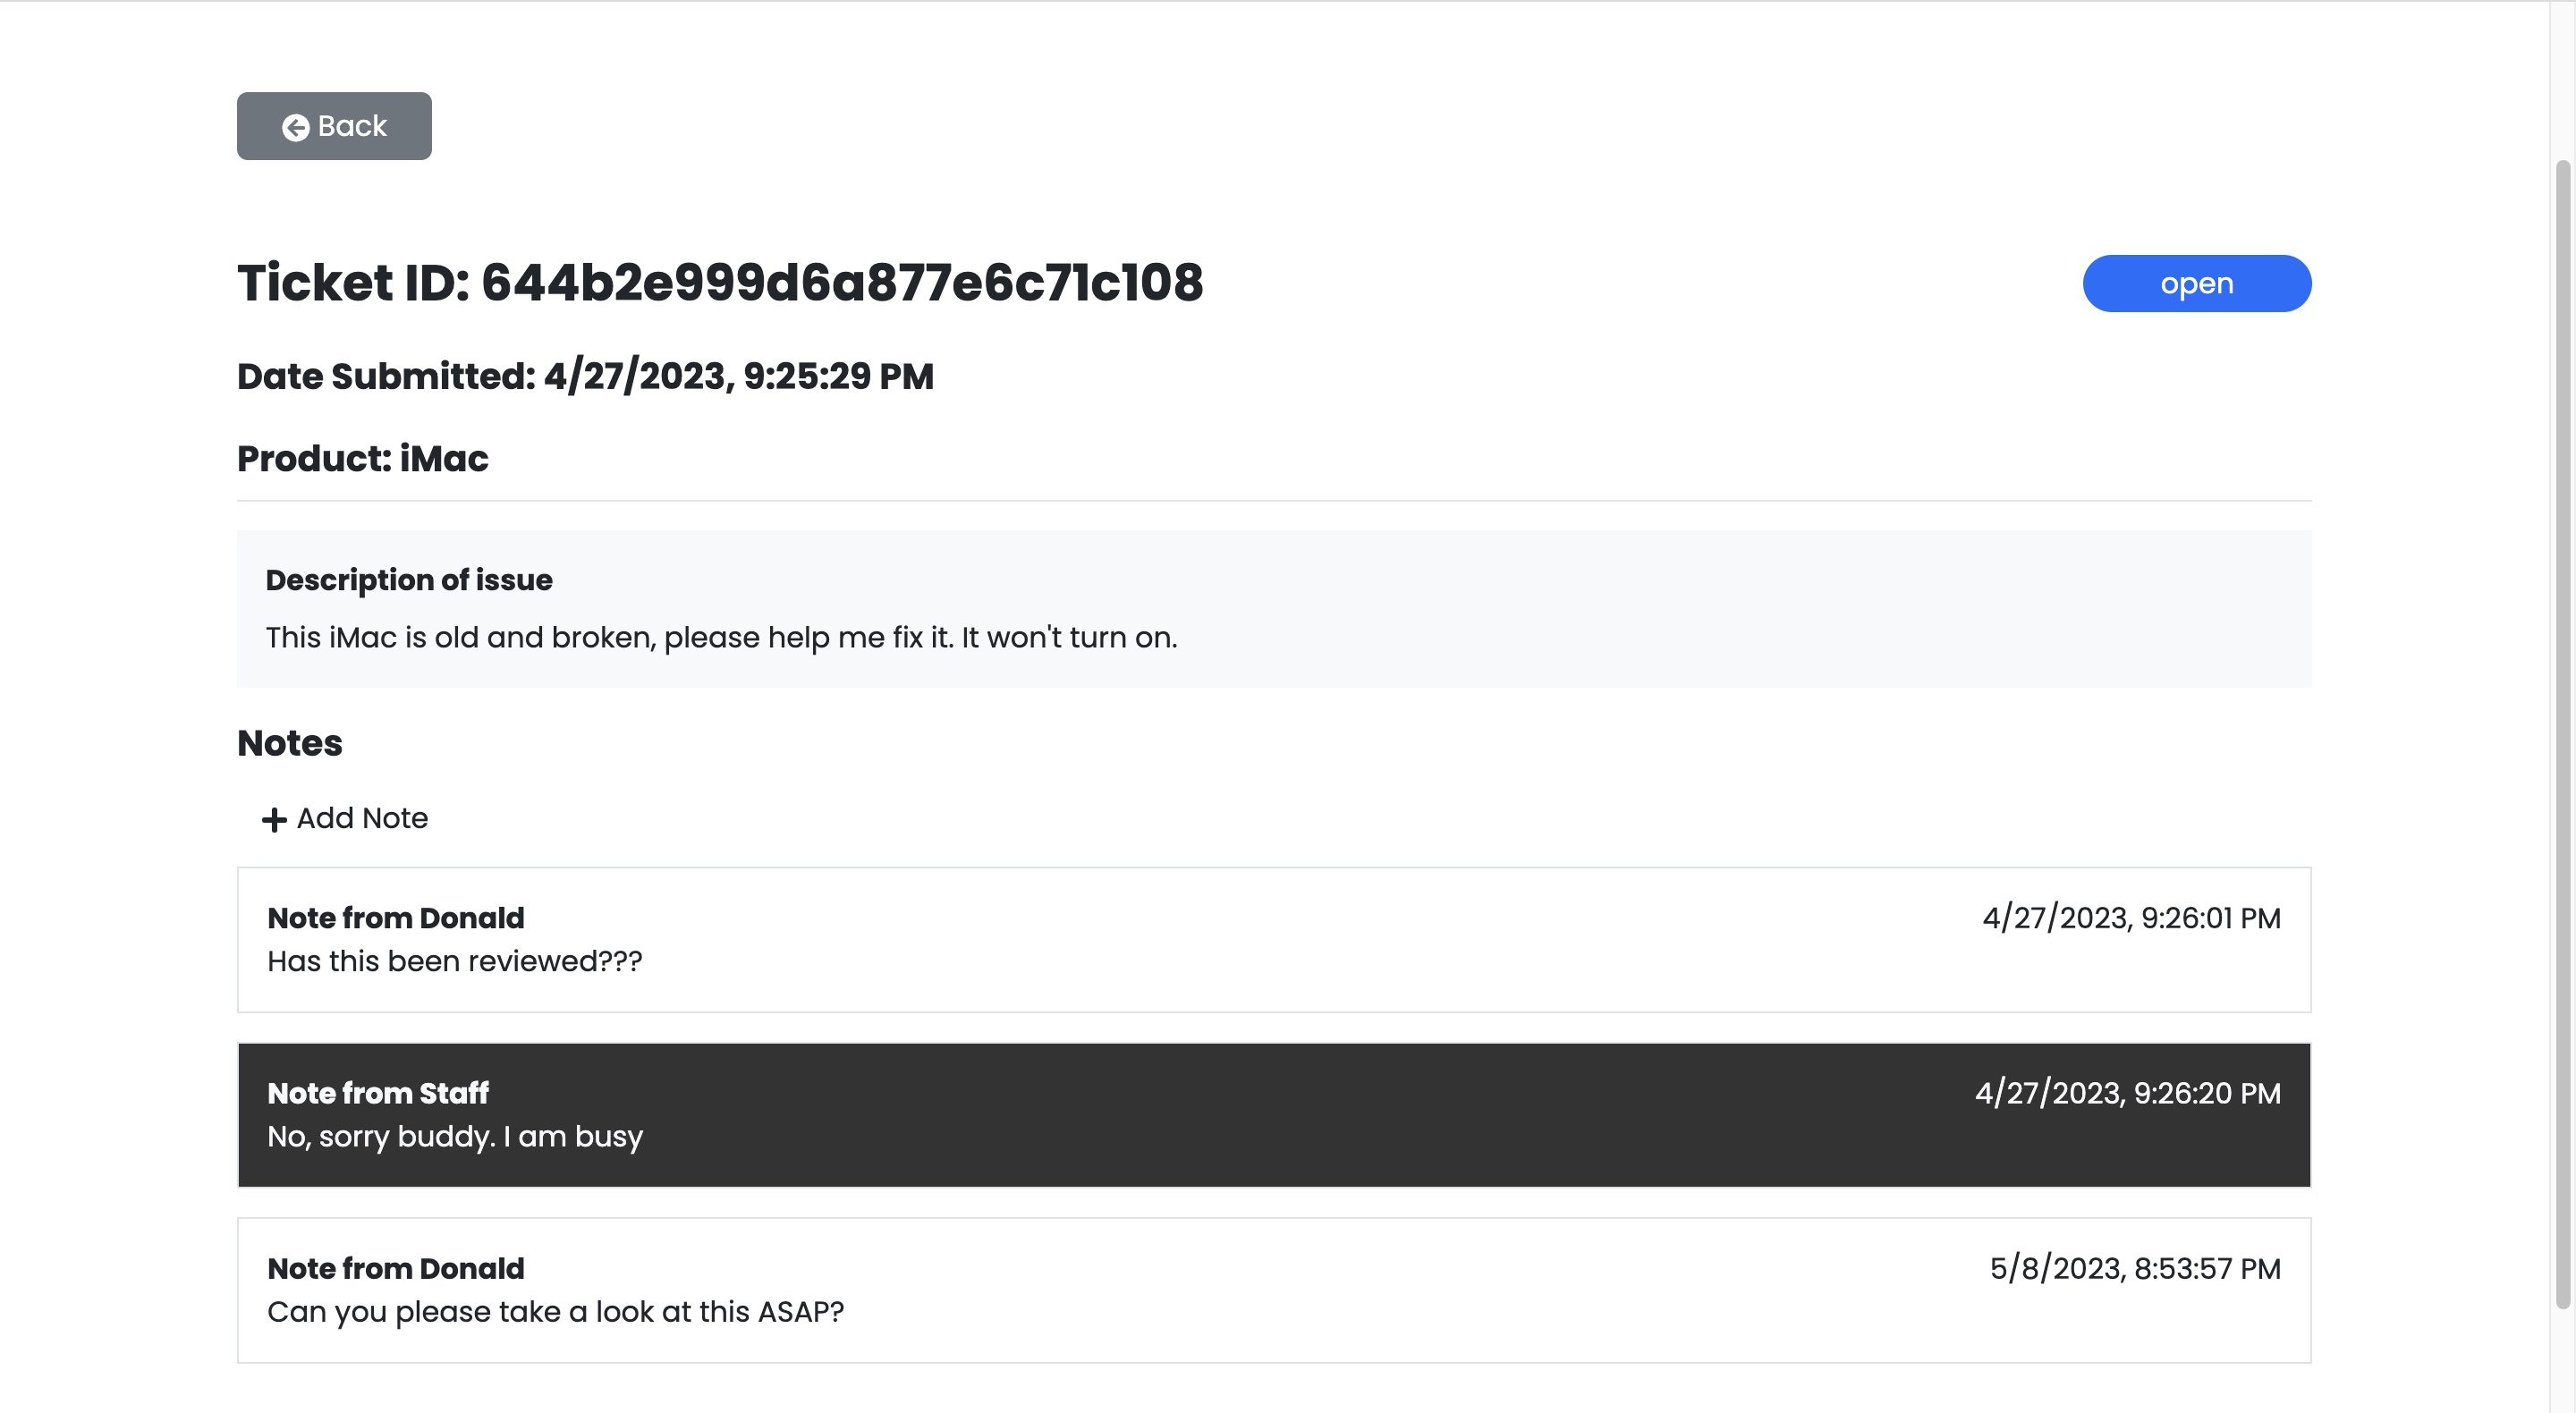 Back
Ticket ID: 644b2e999d6a877e6c71c108
open
Date Submitted: 4/27/2023, 9:25:29 PM
Product: iMac
Description of issue
This iMac is old and broken, please help me fix it. It won't turn on.
Notes
Add Note
Note from Donald
4/27/2023, 9:26:01 PM
Has this been reviewed???
Note from Staff
4/27/2023, 9:26:20 PM
No, sorry buddy. I am busy
Note from Donald
5/8/2023, 8:53:57 PM
Can you please take a look at this ASAP?